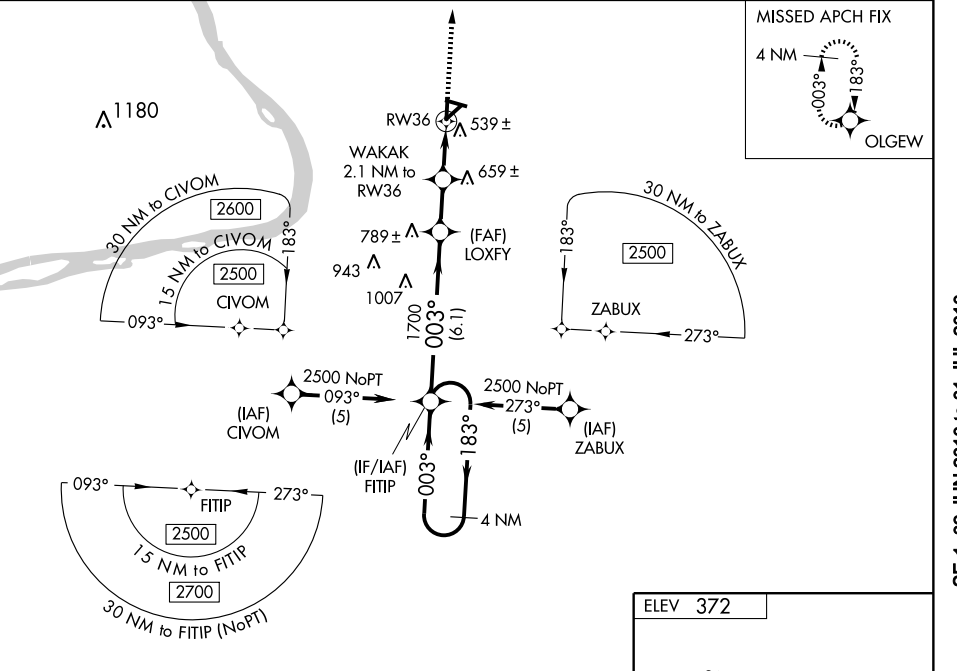 MISSED APCH FIX
4 NM
003°
183°
OLGEW
1180
RW36
539 ±
WAKAK
2.1 NM to
RW36
659 ±
30 NM to CIVOM
2600
183°
15 NM to CIVOM
2500
CIVOM
093°
789 ±
(FAF)
LOXFY
943
1007
30 NM to ZABUX
183°
2500
ZABUX
273°
1700
003°
(6.1)
2500 NoPT
093°
(5)
(IAF)
CIVOM
2500 NoPT
273°
(5)
(IAF)
ZABUX
(IF/IAF)
FITIP
003°
183°
4 NM
093°
273°
FITIP
2500
15 NM to FITIP
2700
30 NM to FITIP (NoPT)
ELEV 372